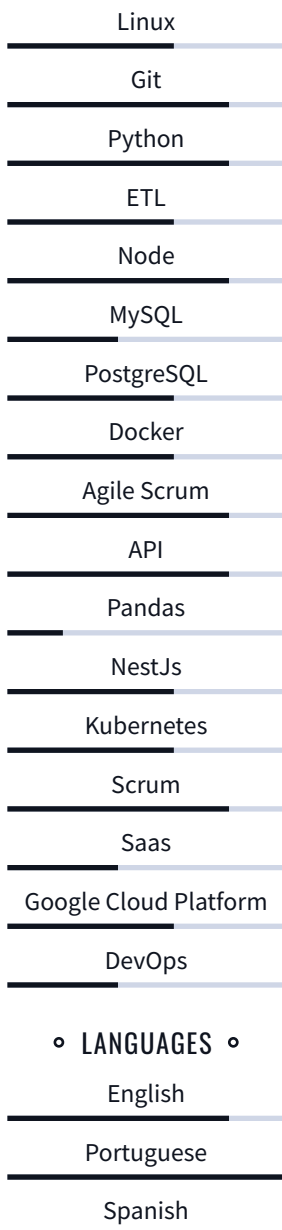 Linux
Git
Python
ETL
Node
MySQL
PostgreSQL
Docker
Agile Scrum
API
Pandas
NestJs
Kubernetes
Scrum
Saas
Google Cloud Platform
DevOps
LANGUAGES
English
Portuguese
Spanish